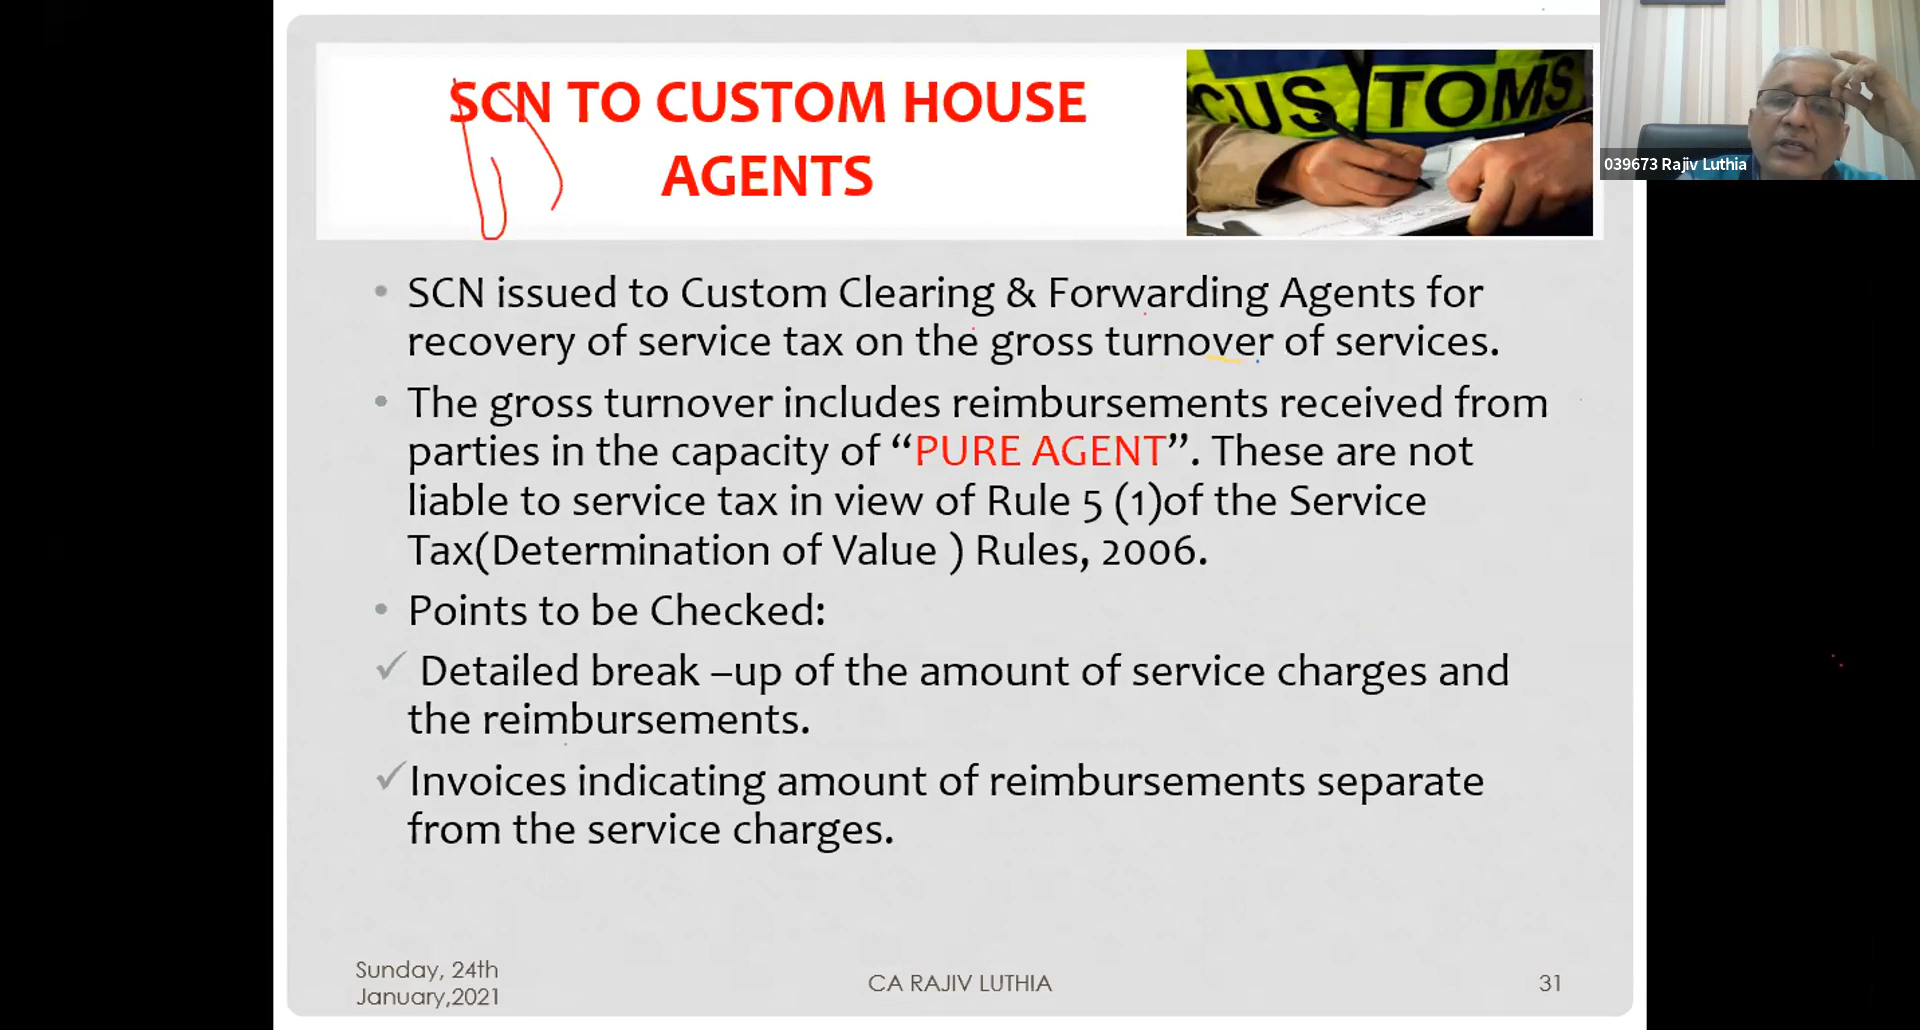 SCN TO CUSTOM HOUSE
AGENTS
CUSTOMS
039673 Rajiv Luthia
• SCN issued to Custom Clearing & Forwarding Agents for
recovery of service tax on the gross turnover of services.
• The gross turnover includes reimbursements received from
parties in the capacity of “PURE AGENT”. These are not
liable to service tax in view of Rule 5 (1)of the Service
Tax(Determination of Value ) Rules, 2006.
• Points to be Checked:
✓ Detailed break –up of the amount of service charges and
the reimbursements.
✓Invoices indicating amount of reimbursements separate
from the service charges.
Sunday, 24th
January,2021
CA RAJIV LUTHIA
31